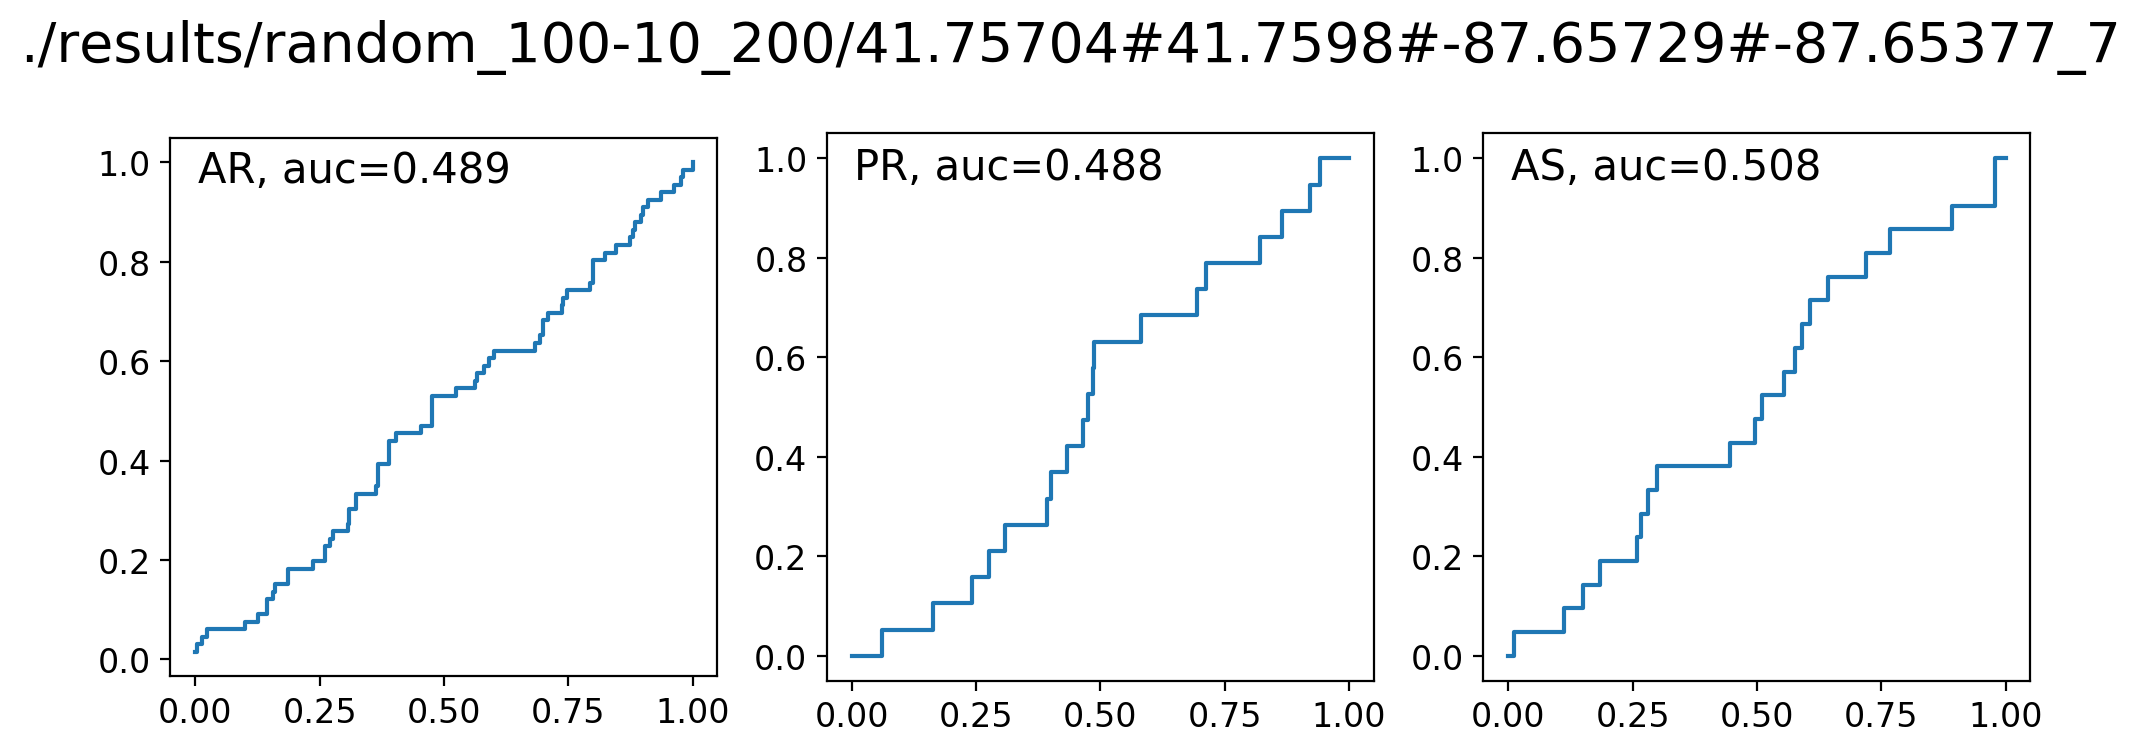 ./results/random_100-10_200/41.75704#41.7598#-87.65729#-87.65377_7
AR, auc=0.489
1.0
0.8
0.6
0.4
0.2
0.0
0.00 0.25 0.50 0.75 1.00
PR, auc=0.488
1.0
0.8
0.6
0.4
0.2
0.0
0.00 0.25 0.50 0.75 1.00
AS, auc=0.508
1.0
0.8
0.6
0.4
0.2
0.0
0.00 0.25 0.50 0.75 1.00